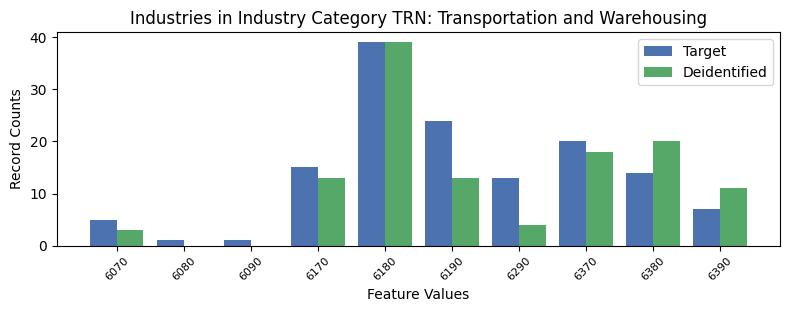 Industries in Industry Category TRN: Transportation and Warehousing
Target
Deidentified
Record Counts
40
30
20
10
0
6070 6080 6090 6170 6180 6190 6290 6370 6380 6390
Feature Values